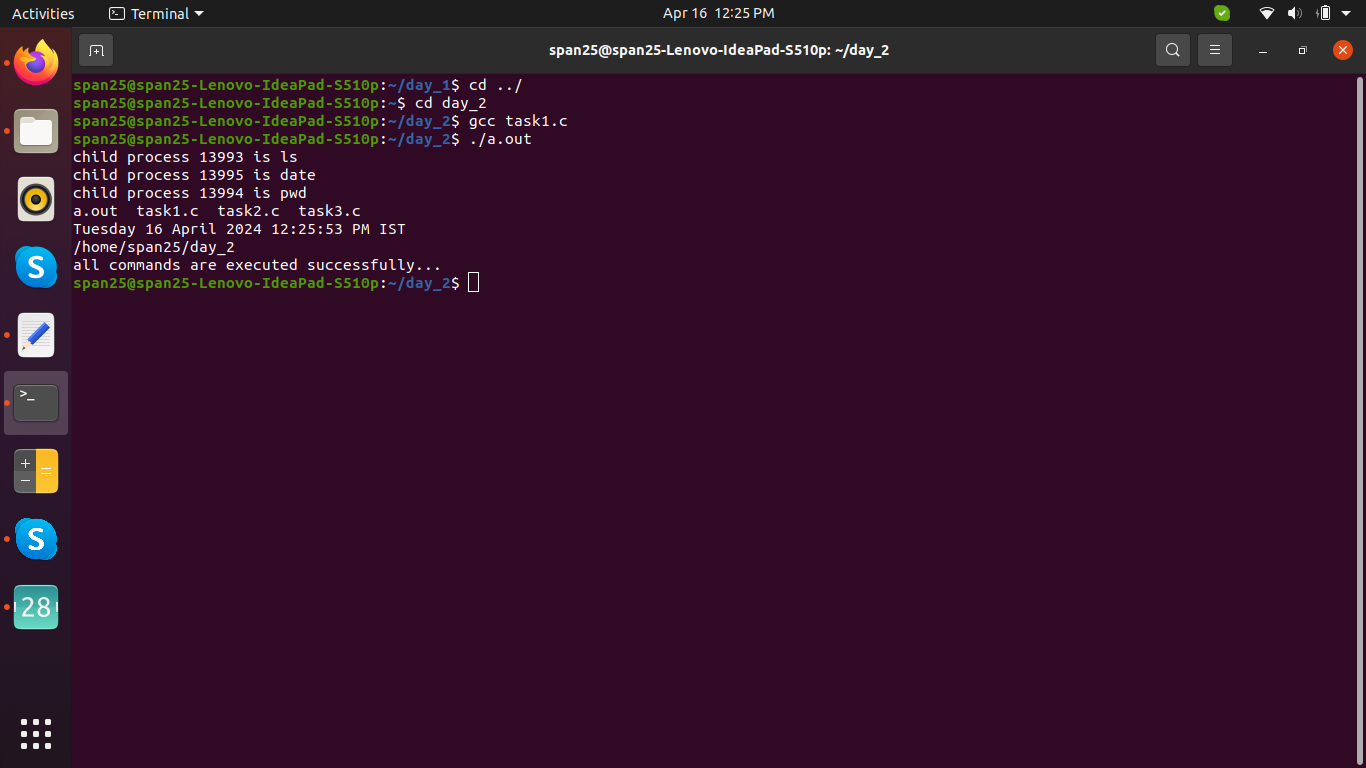 Activities
Terminal
Apr 16 12:25 PM
span25@span25-Lenovo-IdeaPad-S510p: ~/day_2
span25@span25-Lenovo-IdeaPad-S510p:~/day_1$ cd ../
span25@span25-Lenovo-IdeaPad-S510p:~$ cd day_2
span25@span25-Lenovo-IdeaPad-S510p:~/day_2$ gcc task1.c
span25@span25-Lenovo-IdeaPad-S510p:~/day_2$ ./a.out
child process 13993 is ls
child process 13995 is date
child process 13994 is pwd
a.out  task1.c  task2.c  task3.c
Tuesday 16 April 2024 12:25:53 PM IST
/home/span25/day_2
all commands are executed successfully...
span25@span25-Lenovo-IdeaPad-S510p:~/day_2$
S
>_
S
28